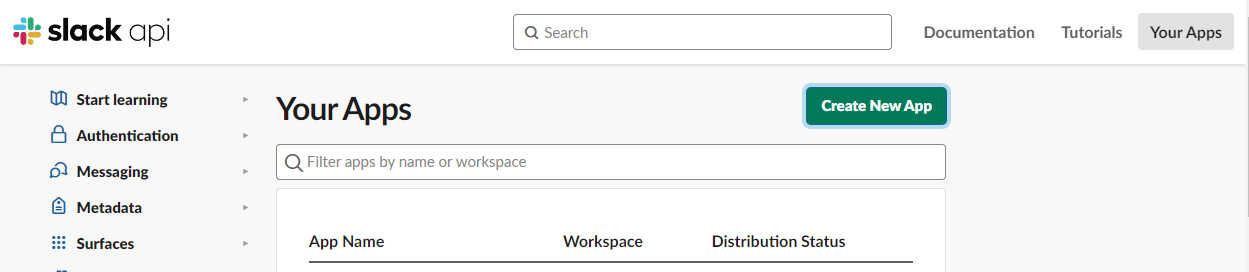 slack api
Search
Documentation
Tutorials
Your Apps
Start learning
Authentication
Messaging
Metadata
Surfaces
Your Apps
Create New App
Filter apps by name or workspace
App Name Workspace Distribution Status